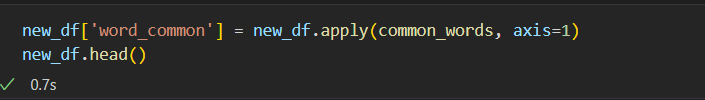 new_df['word_common'] = new_df.apply(common_words, axis=1)
new_df.head()
0.7s